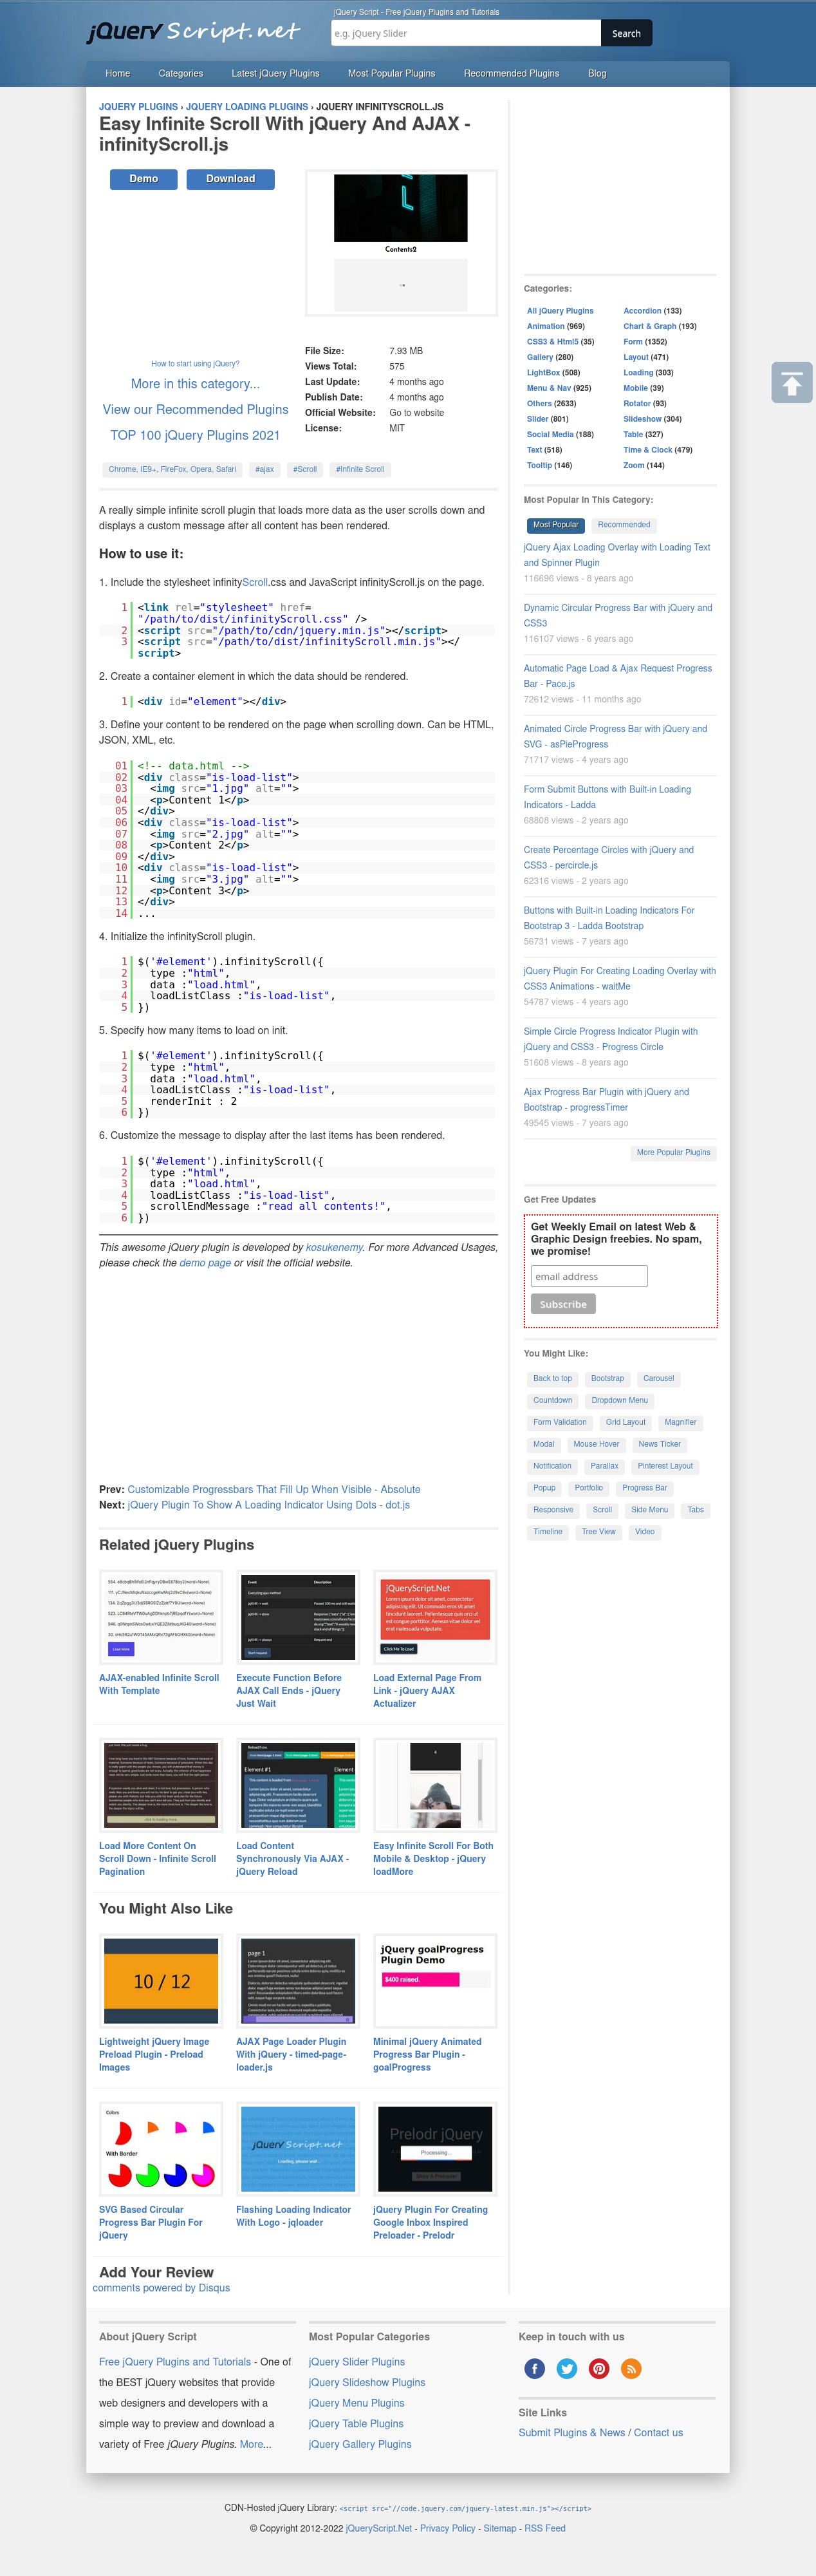 jQuery Script.net
jQuery Script - Free jQuery Plugins and Tutorials
e.g. jQuery Slider
Search
Home
Categories
Latest jQuery Plugins
Most Popular Plugins
Recommended Plugins
Blog
JQUERY PLUGINS › JQUERY LOADING PLUGINS › JQUERY INFINITYSCROLL.JS
Easy Infinite Scroll With jQuery And AJAX -
infinityScroll.js
Demo
Download
Contents2
How to start using jQuery?
More in this category...
View our Recommended Plugins
TOP 100 jQuery Plugins 2021
File Size: 7.93 MB
Views Total: 575
Last Update: 4 months ago
Publish Date: 4 months ago
Official Website: Go to website
License: MIT
Chrome, IE9+, FireFox, Opera, Safari
#ajax
#Scroll
#Infinite Scroll
A really simple infinite scroll plugin that loads more data as the user scrolls down and
displays a custom message after all content has been rendered.
How to use it:
1. Include the stylesheet infinityScroll.css and JavaScript infinityScroll.js on the page.
1 <link rel="stylesheet" href=
"/path/to/dist/infinityScroll.css" />
2 <script src="/path/to/cdn/jquery.min.js"></script>
3 <script src="/path/to/dist/infinityScroll.min.js"></
script>
2. Create a container element in which the data should be rendered.
1 <div id="element"></div>
3. Define your content to be rendered on the page when scrolling down. Can be HTML,
JSON, XML, etc.
01 <!-- data.html -->
02 <div class="is-load-list">
03 <img src="1.jpg" alt="">
04 <p>Content 1</p>
05 </div>
06 <div class="is-load-list">
07 <img src="2.jpg" alt="">
08 <p>Content 2</p>
09 </div>
10 <div class="is-load-list">
11 <img src="3.jpg" alt="">
12 <p>Content 3</p>
13 </div>
14 ...
4. Initialize the infinityScroll plugin.
1 $('#element').infinityScroll({
2 type :"html",
3 data :"load.html",
4 loadListClass :"is-load-list",
5 })
5. Specify how many items to load on init.
1 $('#element').infinityScroll({
2 type :"html",
3 data :"load.html",
4 loadListClass :"is-load-list",
5 renderInit : 2
6 })
6. Customize the message to display after the last items has been rendered.
1 $('#element').infinityScroll({
2 type :"html",
3 data :"load.html",
4 loadListClass :"is-load-list",
5 scrollEndMessage :"read all contents!",
6 })
This awesome jQuery plugin is developed by kosukenemy. For more Advanced Usages,
please check the demo page or visit the official website.
Prev: Customizable Progressbars That Fill Up When Visible - Absolute
Next: jQuery Plugin To Show A Loading Indicator Using Dots - dot.js
Related jQuery Plugins
Load More
AJAX-enabled Infinite Scroll
With Template
Event
Description
Execute Function Before
AJAX Call Ends - jQuery
Just Wait
jQueryScript.Net
Click Me To Load
Load External Page From
Link - jQuery AJAX
Actualizer
Load More Content On
Scroll Down - Infinite Scroll
Pagination
Element #1
Element
Load Content
Synchronously Via AJAX -
jQuery Reload
Easy Infinite Scroll For Both
Mobile & Desktop - jQuery
loadMore
You Might Also Like
10 / 12
Lightweight jQuery Image
Preload Plugin - Preload
Images
page 1
AJAX Page Loader Plugin
With jQuery - timed-page-
loader.js
jQuery goalProgress
Plugin Demo
$400 raised.
Minimal jQuery Animated
Progress Bar Plugin -
goalProgress
Colors
With Border
SVG Based Circular
Progress Bar Plugin For
jQuery
jQuery Script.net
Loading, please wait
Flashing Loading Indicator
With Logo - jqloader
Prelodr jQuery
Processing...
jQuery Plugin For Creating
Google Inbox Inspired
Preloader - Prelodr
Add Your Review
comments powered by Disqus
Categories:
All jQuery Plugins
Accordion (133)
Animation (969)
Chart & Graph (193)
CSS3 & Html5 (35)
Form (1352)
Gallery (280)
Layout (471)
LightBox (508)
Loading (303)
Menu & Nav (925)
Mobile (39)
Others (2633)
Rotator (93)
Slider (801)
Slideshow (304)
Social Media (188)
Table (327)
Text (518)
Time & Clock (479)
Tooltip (146)
Zoom (144)
Most Popular In This Category:
Most Popular
Recommended
jQuery Ajax Loading Overlay with Loading Text
and Spinner Plugin
116696 views - 8 years ago
Dynamic Circular Progress Bar with jQuery and
CSS3
116107 views - 6 years ago
Automatic Page Load & Ajax Request Progress
Bar - Pace.js
72612 views - 11 months ago
Animated Circle Progress Bar with jQuery and
SVG - asPieProgress
71717 views - 4 years ago
Form Submit Buttons with Built-in Loading
Indicators - Ladda
68808 views - 2 years ago
Create Percentage Circles with jQuery and
CSS3 - percircle.js
62316 views - 2 years ago
Buttons with Built-in Loading Indicators For
Bootstrap 3 - Ladda Bootstrap
56731 views - 7 years ago
jQuery Plugin For Creating Loading Overlay with
CSS3 Animations - waitMe
54787 views - 4 years ago
Simple Circle Progress Indicator Plugin with
jQuery and CSS3 - Progress Circle
51608 views - 8 years ago
Ajax Progress Bar Plugin with jQuery and
Bootstrap - progressTimer
49545 views - 7 years ago
More Popular Plugins
Get Free Updates
Get Weekly Email on latest Web &
Graphic Design freebies. No spam,
we promise!
email address
Subscribe
You Might Like:
Back to top
Bootstrap
Carousel
Countdown
Dropdown Menu
Form Validation
Grid Layout
Magnifier
Modal
Mouse Hover
News Ticker
Notification
Parallax
Pinterest Layout
Popup
Portfolio
Progress Bar
Responsive
Scroll
Side Menu
Tabs
Timeline
Tree View
Video
About jQuery Script
Free jQuery Plugins and Tutorials - One of
the BEST jQuery websites that provide
web designers and developers with a
simple way to preview and download a
variety of Free jQuery Plugins. More...
Most Popular Categories
jQuery Slider Plugins
jQuery Slideshow Plugins
jQuery Menu Plugins
jQuery Table Plugins
jQuery Gallery Plugins
Keep in touch with us
Site Links
Submit Plugins & News / Contact us
CDN-Hosted jQuery Library: <script src="//code.jquery.com/jquery-latest.min.js"></script>
© Copyright 2012-2022 jQueryScript.Net - Privacy Policy - Sitemap - RSS Feed